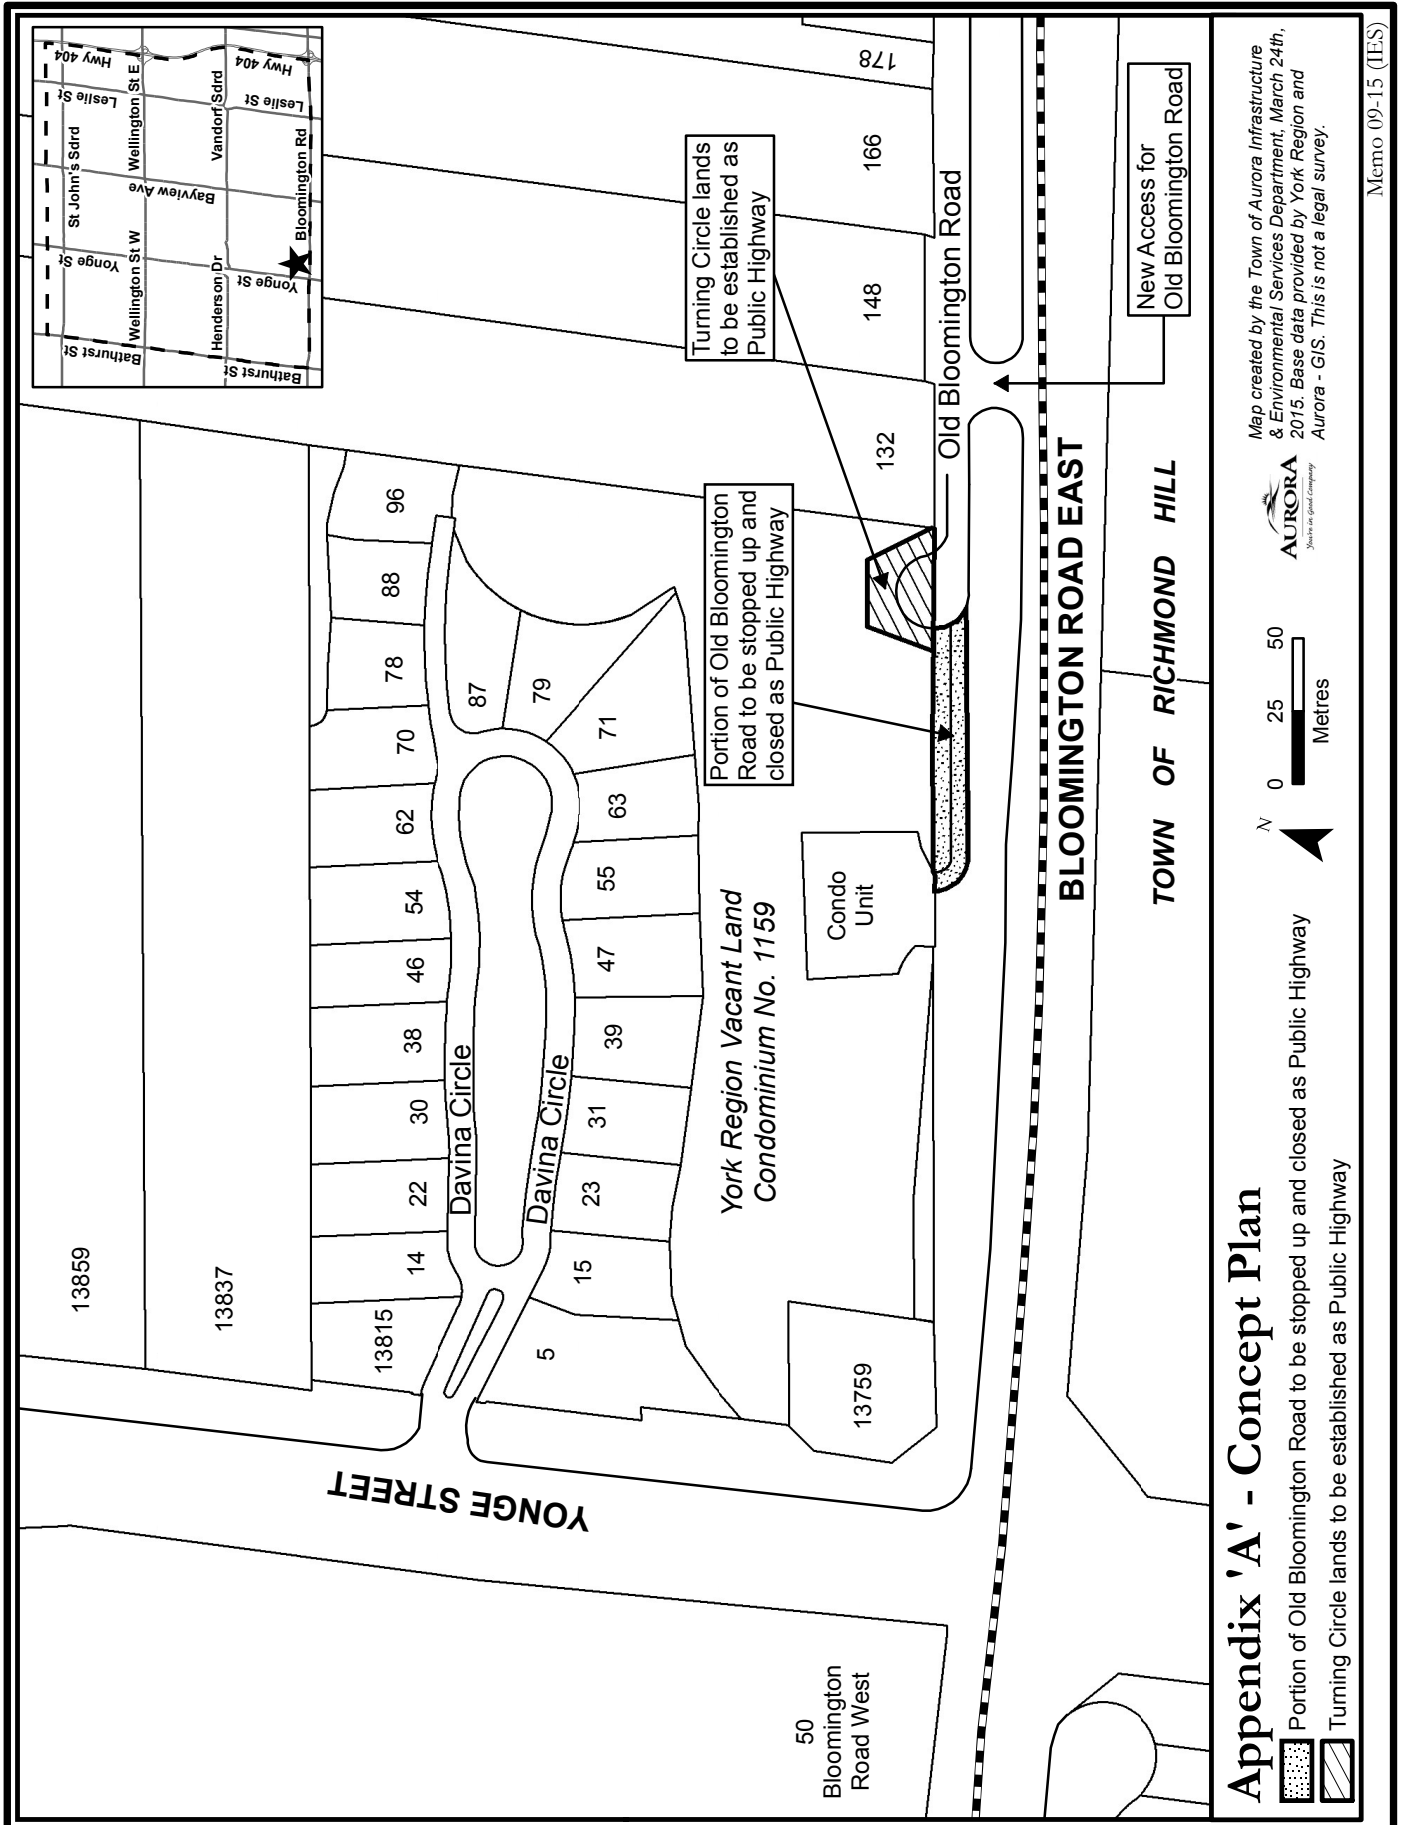 Memo 09-15 (IES)
Hwy 404
Hwy 404
Leslie St
Leslie St
St John's Sdrd
Wellington St E
Vandorf Sdrd
Bloomington Rd
Bayview Ave
Yonge St
Yonge St
Wellington St W
Henderson Dr
Bathurst St
Bathurst St
Bathurst St
13859
13837
13815
14
22
30
38
46
54
62
70
78
88
96
Davina Circle
Davina Circle
5
15
23
31
39
47
55
63
71
79
87
YONGE STREET
York Region Vacant Land
Condominium No. 1159
Condo
Unit
13759
50
Bloomington
Road West
Portion of Old Bloomington
Road to be stopped up and
closed as Public Highway
Turning Circle lands
to be established as
Public Highway
132
148
166
178
Old Bloomington Road
New Access for
Old Bloomington Road
BLOOMINGTON ROAD EAST
TOWN OF RICHMOND HILL
Appendix 'A' - Concept Plan
Portion of Old Bloomington Road to be stopped up and closed as Public Highway
Turning Circle lands to be established as Public Highway
N
0 25 50
Metres
AURORA
You're in Good Company
Map created by the Town of Aurora Infrastructure
& Environmental Services Department, March 24th,
2015. Base data provided by York Region and
Aurora - GIS. This is not a legal survey.